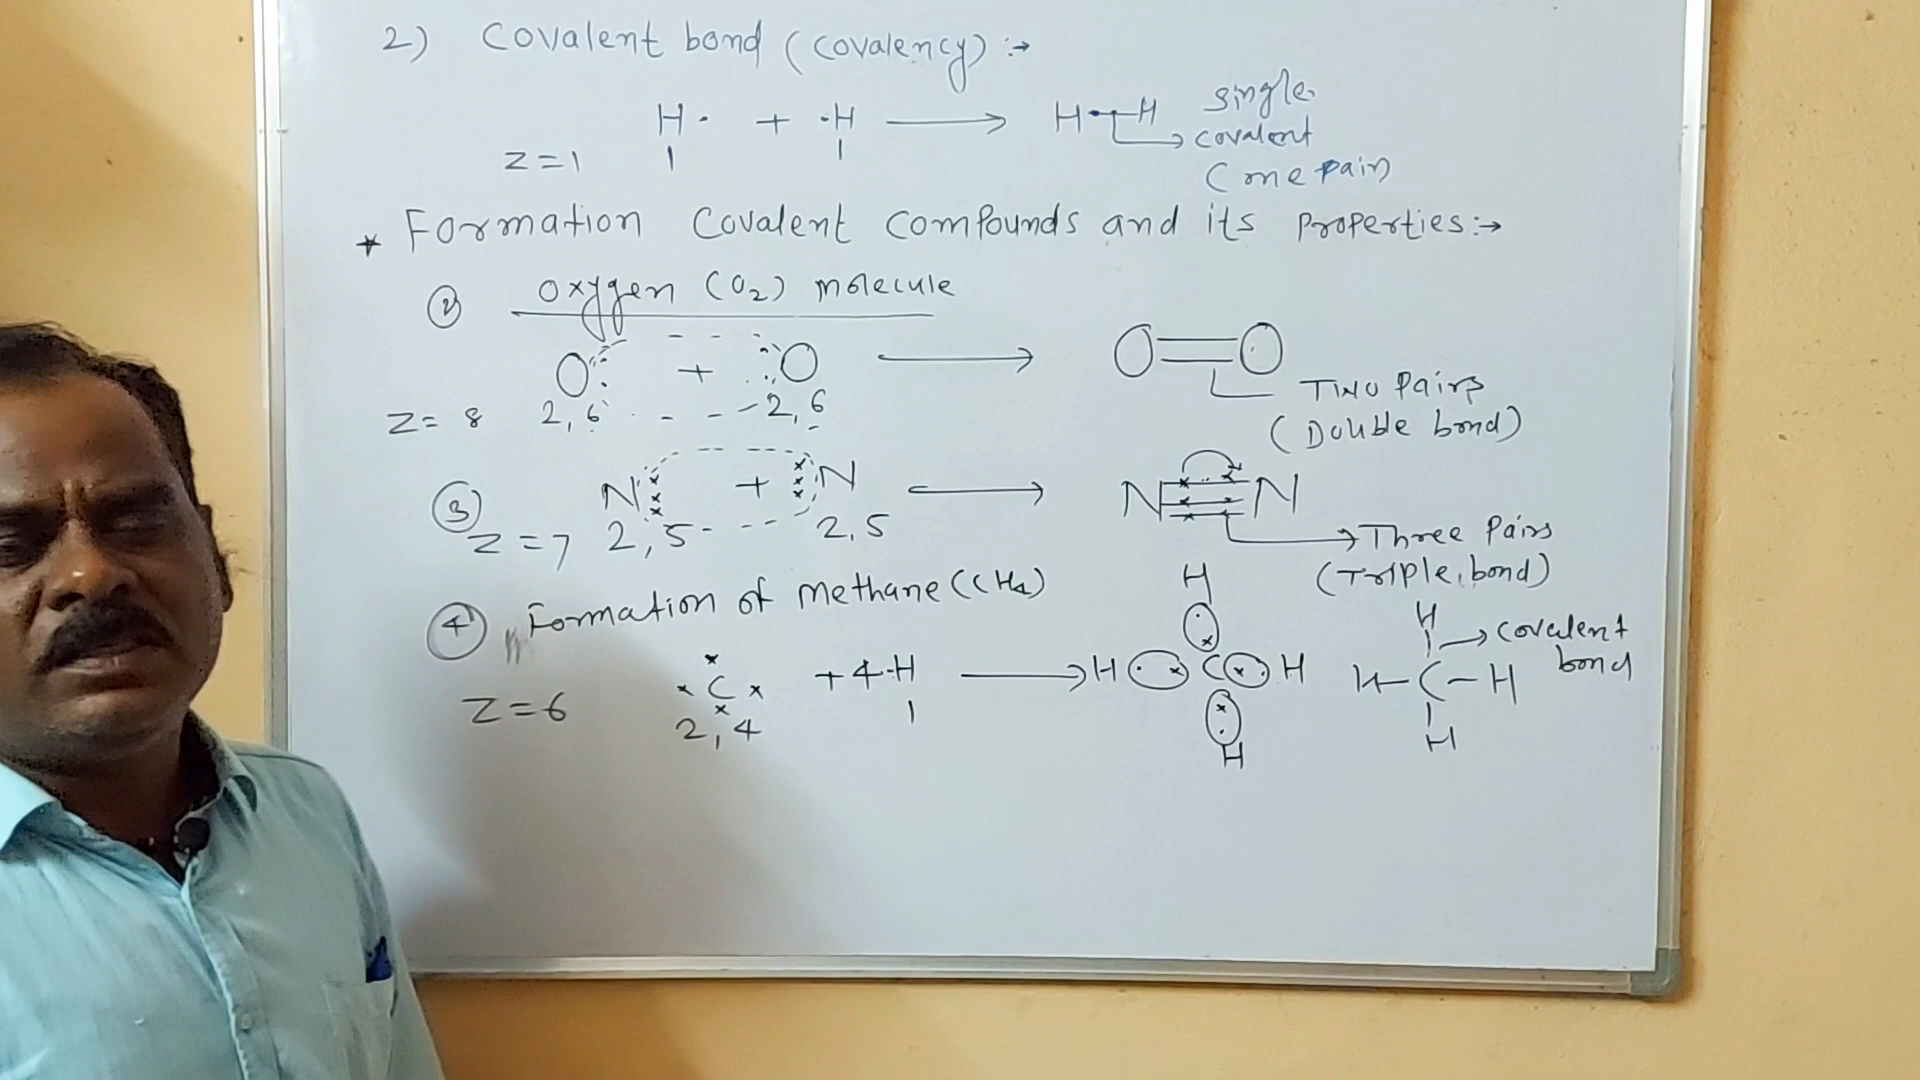 2) Covalent bond (covalency) :→
H· + ·H → H—H single
covalent
(one pair)
Z=1 1 1
* Formation Covalent Compounds and its Properties:→
② Oxygen (O₂) molecule
O + O → O=O
Two Pairs
(Double bond)
Z= 8 2,6 2,6
③ N + N → N≡N
Z=7 2,5 2,5
Three Pairs
(Triple bond)
④ Formation of methane (CH₄)
C + 4·H → H C H
H
H
Z=6 2,4 1
H
H—C—H
H
covalent
bond